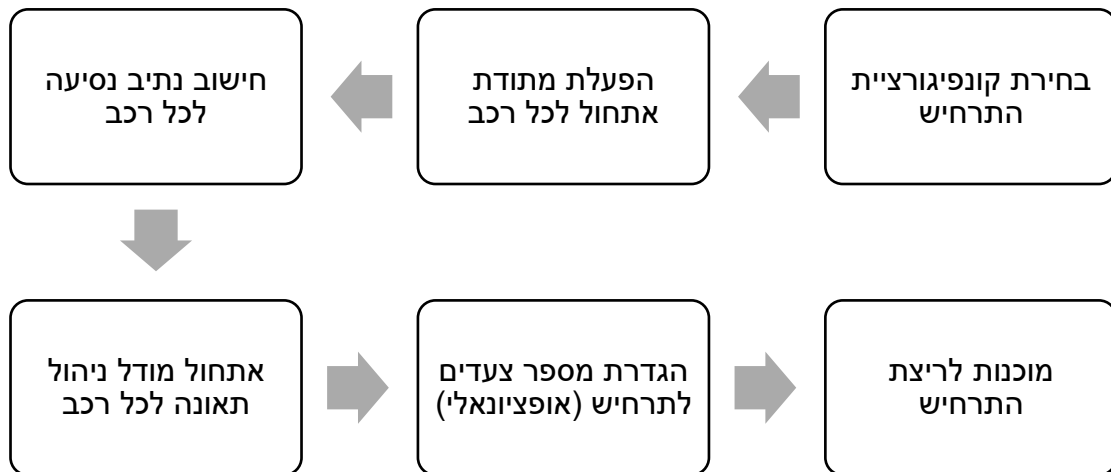 בחירת קונפיגורציית
התרחיש
הפעלת מתודת
אתחול לכל רכב
חישוב נתיב נסיעה
לכל רכב
אתחול מודל ניהול
תאונה לכל רכב
הגדרת מספר צעדים
לתרחיש (אופציונאלי)
מוכנות לריצת
התרחיש